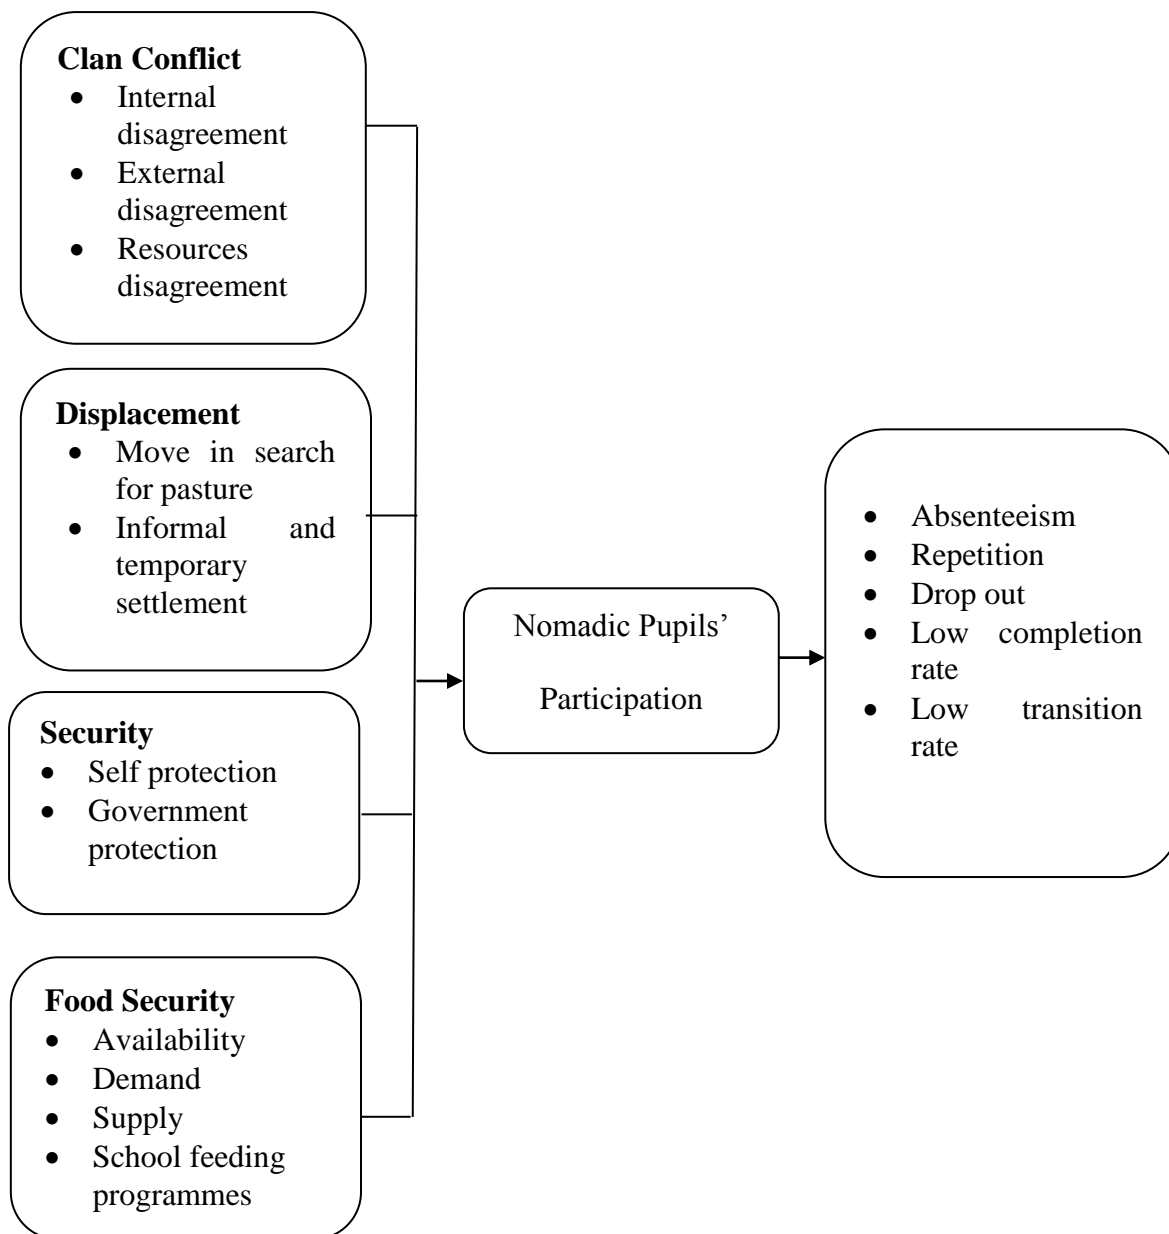 Clan Conflict
• Internal
disagreement
• External
disagreement
• Resources
disagreement
Displacement
• Move in search
for pasture
• Informal and
temporary
settlement
Security
• Self protection
• Government
protection
Food Security
• Availability
• Demand
• Supply
• School feeding
programmes
Nomadic Pupils’
Participation
• Absenteeism
• Repetition
• Drop out
• Low completion
rate
• Low transition
rate